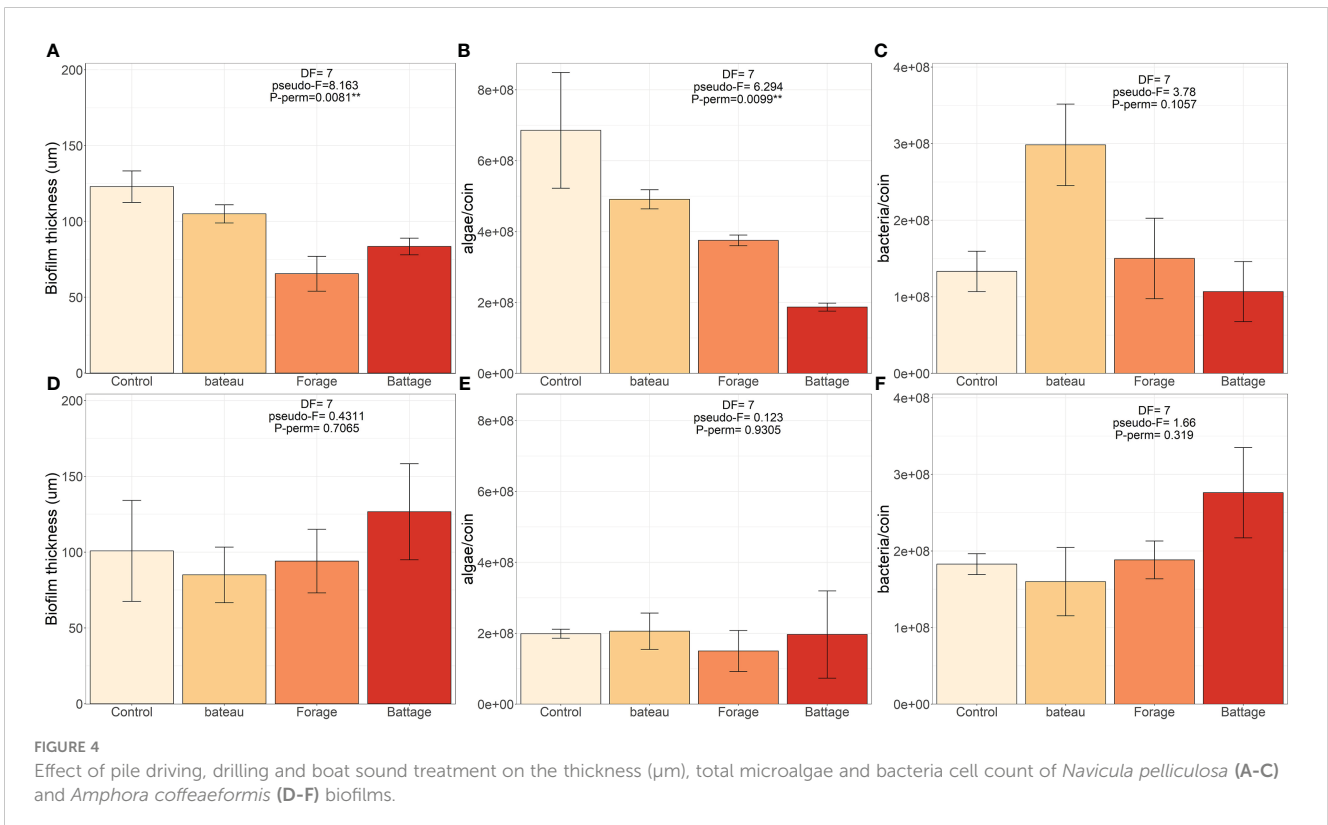 A
DF= 7
pseudo-F=8.163
P-perm=0.0081**
Biofilm thickness (um)
200
150
100
50
0
Control bateau Forage Battage
B
DF= 7
pseudo-F= 6.294
P-perm=0.0099**
algae/coin
8e+08
6e+08
4e+08
2e+08
0e+00
Control bateau Forage Battage
C
DF= 7
pseudo-F= 3.78
P-perm= 0.1057
bacteria/coin
4e+08
3e+08
2e+08
1e+08
0e+00
Control bateau Forage Battage
D
DF= 7
pseudo-F= 0.4311
P-perm= 0.7065
Biofilm thickness (um)
200
150
100
50
0
Control bateau Forage Battage
E
DF= 7
pseudo-F= 0.123
P-perm= 0.9305
algae/coin
8e+08
6e+08
4e+08
2e+08
0e+00
Control bateau Forage Battage
F
DF= 7
pseudo-F= 1.66
P-perm= 0.319
bacteria/coin
4e+08
3e+08
2e+08
1e+08
0e+00
Control bateau Forage Battage
FIGURE 4
Effect of pile driving, drilling and boat sound treatment on the thickness (µm), total microalgae and bacteria cell count of Navicula pelliculosa (A-C)
and Amphora coffeaeformis (D-F) biofilms.